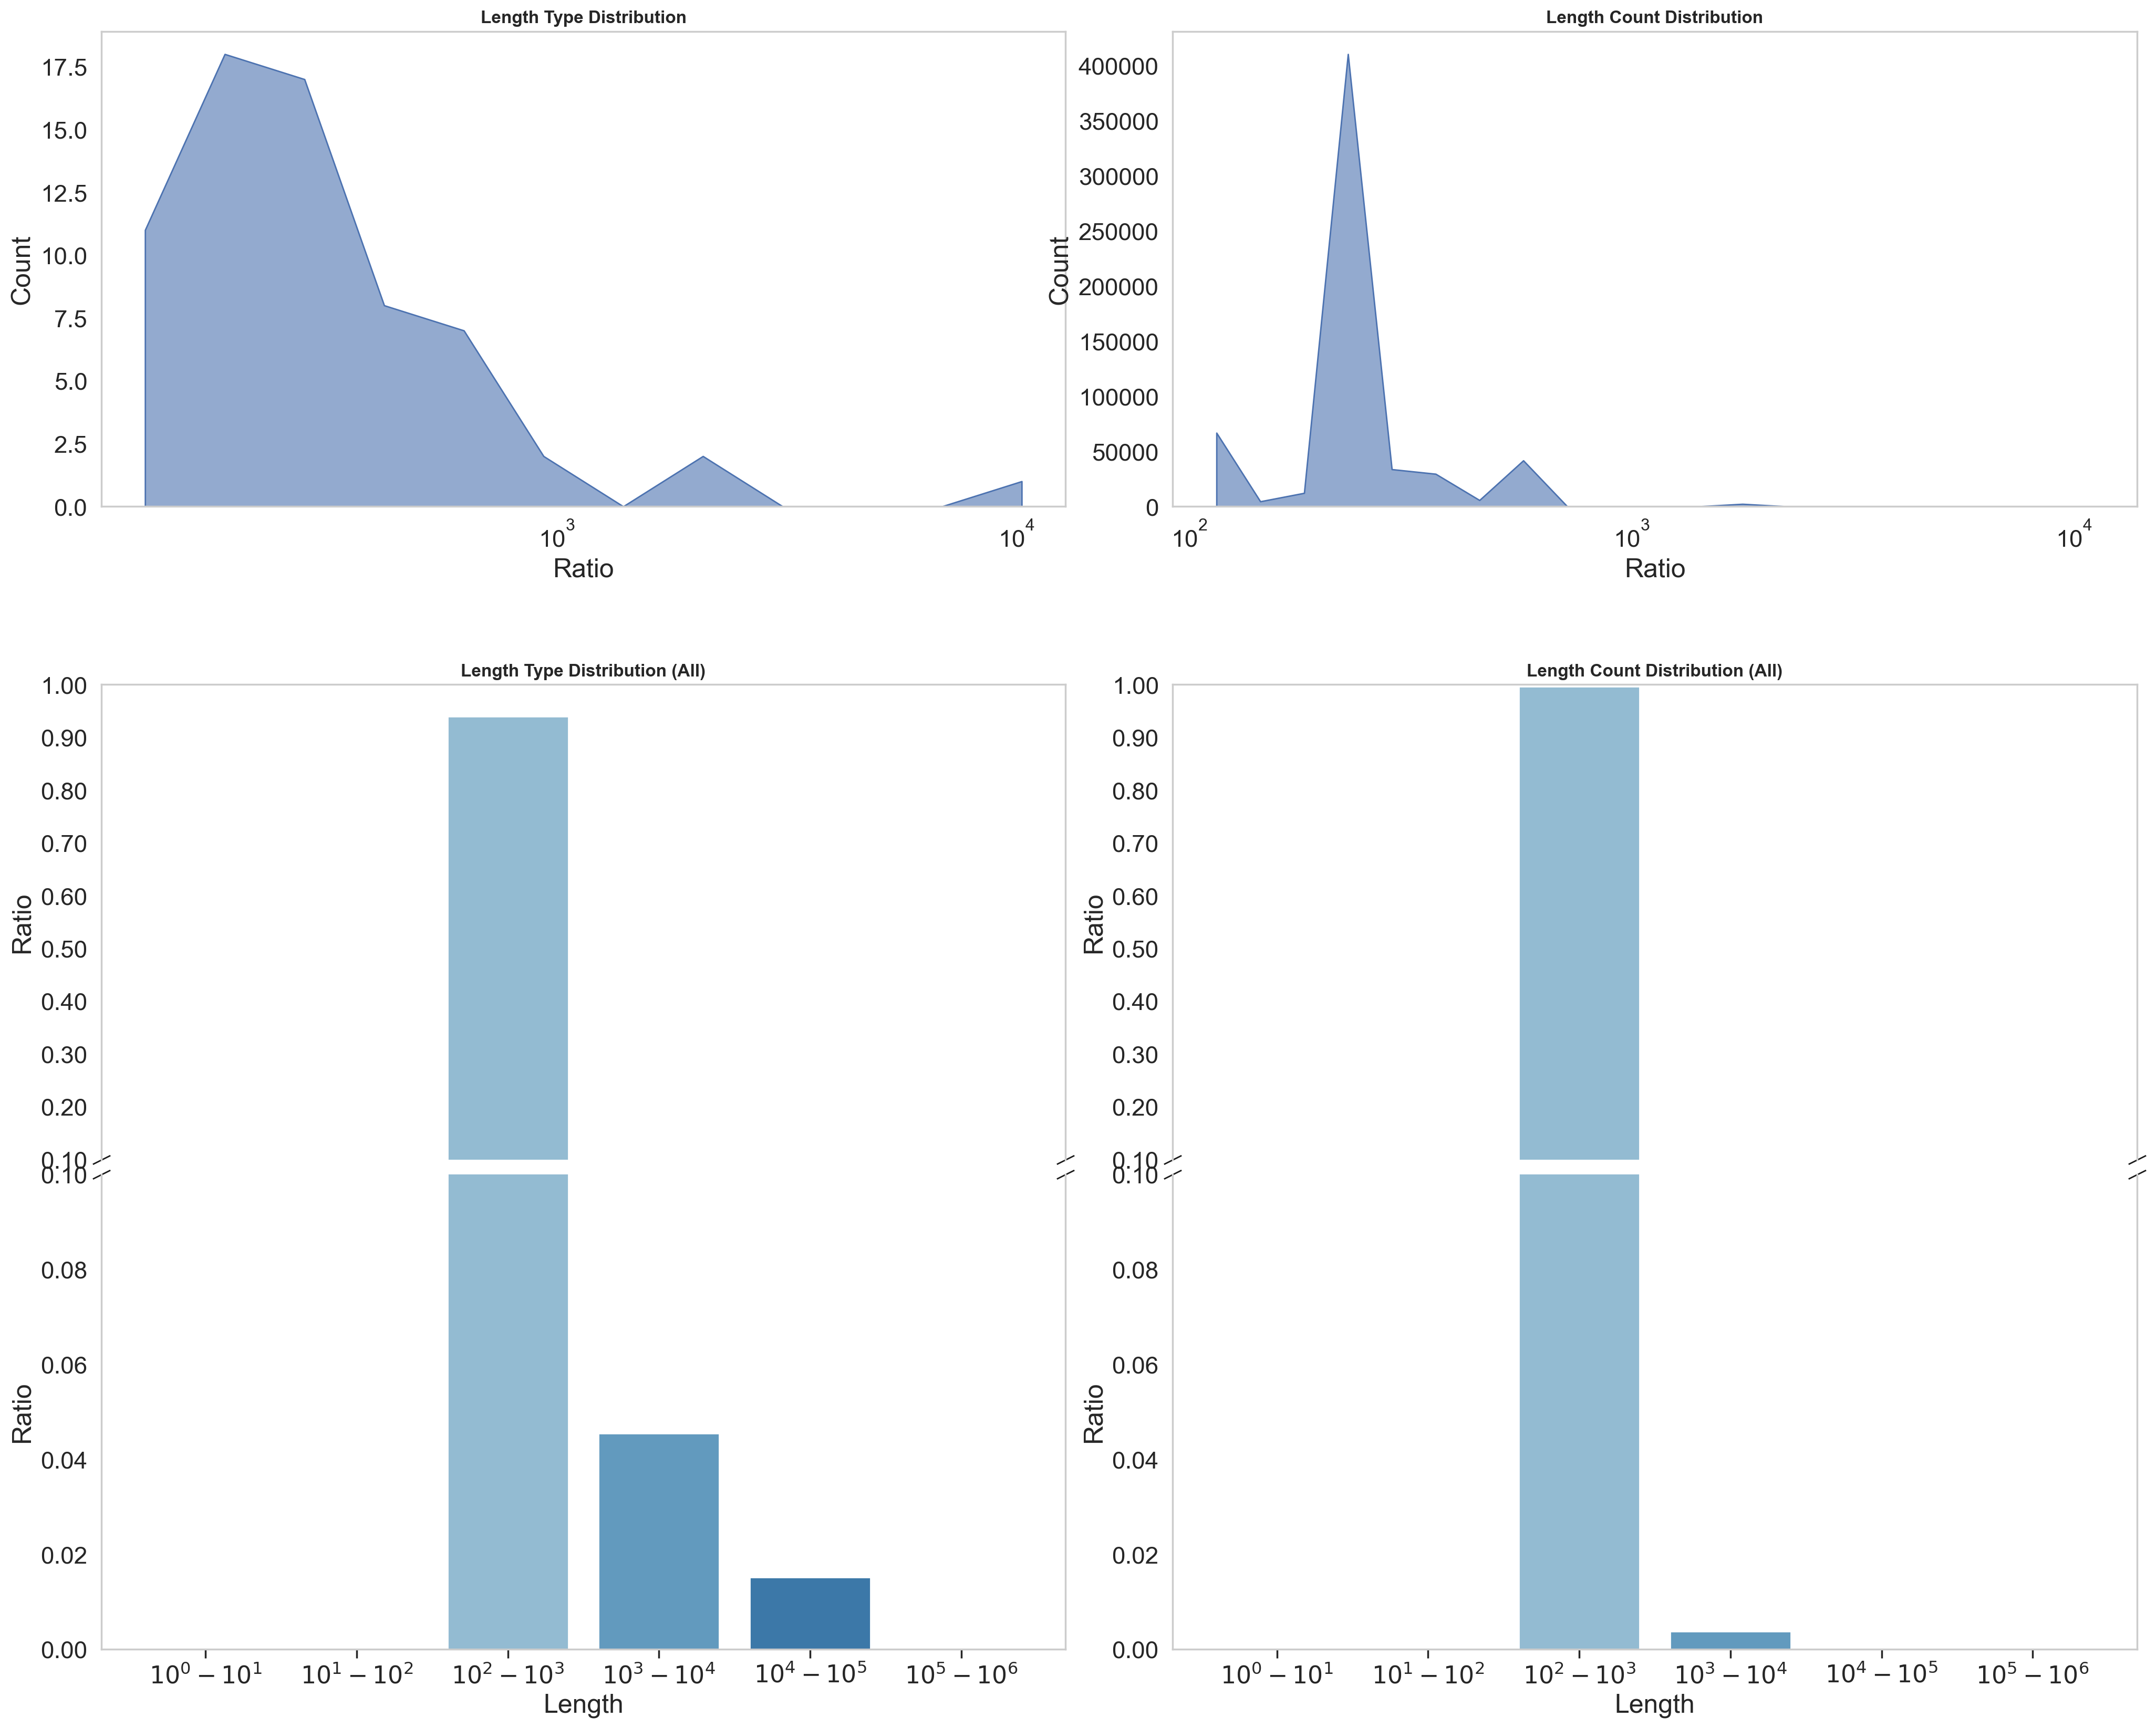 Length Type Distribution
17.5
15.0
12.5
10.0
7.5
5.0
2.5
0.0
Count
10^3
10^4
Ratio
Length Count Distribution
400000
350000
300000
250000
200000
150000
100000
50000
0
Count
10^2
10^3
10^4
Ratio
Length Type Distribution (All)
1.00
0.90
0.80
0.70
0.60
0.50
0.40
0.30
0.20
0.10
Ratio
0.10
0.08
0.06
0.04
0.02
0.00
Ratio
10^0 − 10^1
10^1 − 10^2
10^2 − 10^3
10^3 − 10^4
10^4 − 10^5
10^5 − 10^6
Length
Length Count Distribution (All)
1.00
0.90
0.80
0.70
0.60
0.50
0.40
0.30
0.20
0.10
Ratio
0.10
0.08
0.06
0.04
0.02
0.00
Ratio
10^0 − 10^1
10^1 − 10^2
10^2 − 10^3
10^3 − 10^4
10^4 − 10^5
10^5 − 10^6
Length